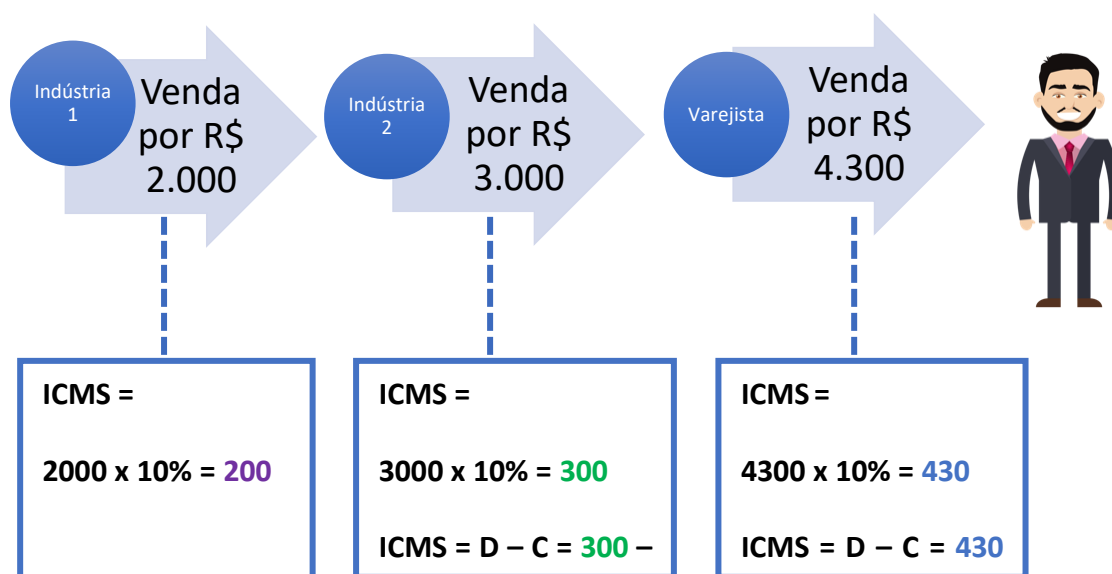 Indústria
1
Venda
por R$
2.000
Indústria
2
Venda
por R$
3.000
Varejista
Venda
por R$
4.300
ICMS =
2000 x 10% = 200
ICMS =
3000 x 10% = 300
ICMS = D – C = 300 –
ICMS =
4300 x 10% = 430
ICMS = D – C = 430